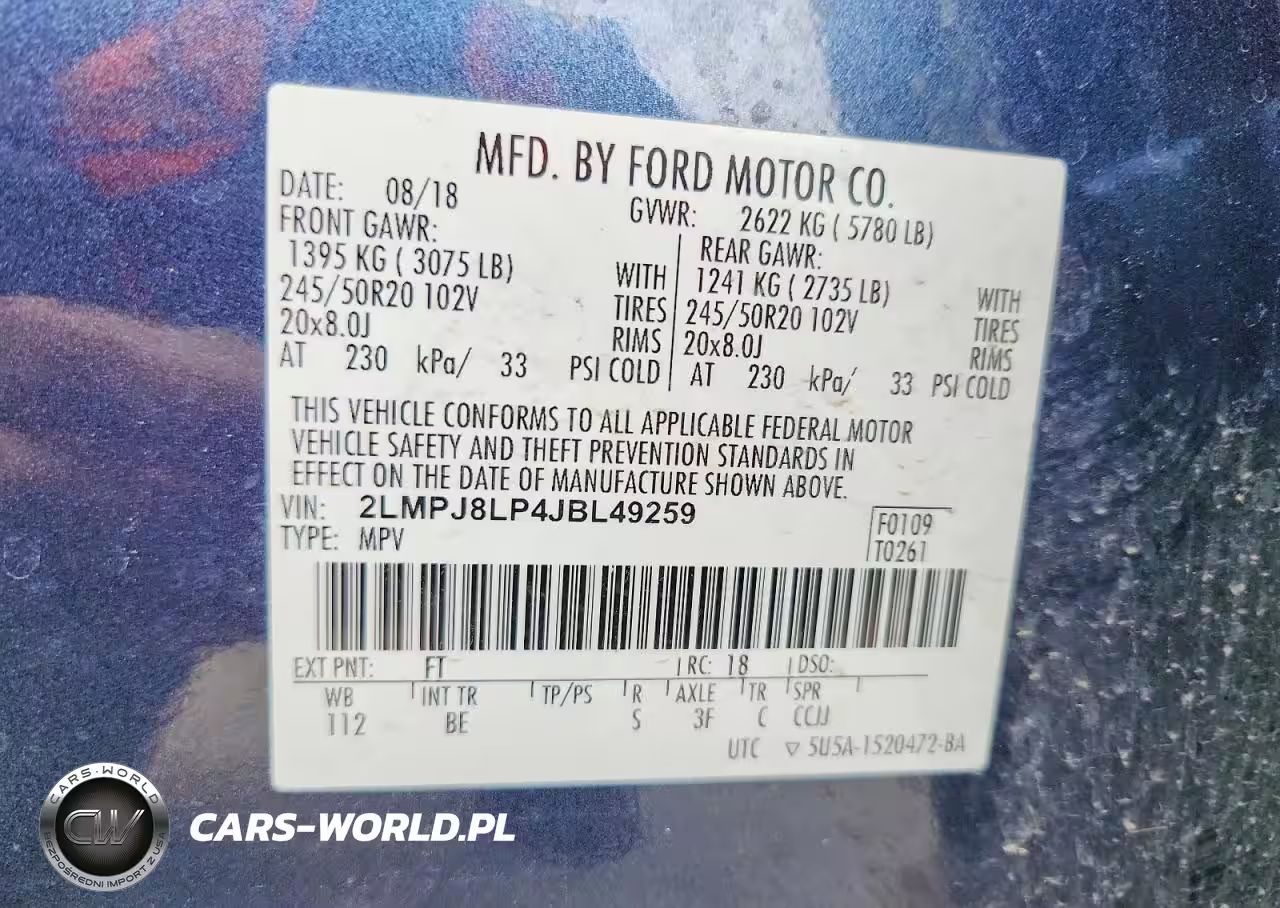 MFD. BY FORD MOTOR CO.
DATE: 08/18 GVWR: 2622 KG ( 5780 LB)
FRONT GAWR: REAR GAWR:
1395 KG ( 3075 LB) WITH 1241 KG ( 2735 LB) WITH
245/50R20 102V TIRES 245/50R20 102V TIRES
20x8.0J RIMS 20x8.0J RIMS
AT 230 kPa/ 33 PSI COLD AT 230 kPa/ 33 PSI COLD
THIS VEHICLE CONFORMS TO ALL APPLICABLE FEDERAL MOTOR
VEHICLE SAFETY AND THEFT PREVENTION STANDARDS IN
EFFECT ON THE DATE OF MANUFACTURE SHOWN ABOVE.
VIN: 2LMPJ8LP4JBL49259
F0109
TYPE: MPV
T0261
EXT PNT: FT RC: 18 DSO:
WB INT TR TP/PS R AXLE TR SPR
112 BE S 3F C CCJJ
UTC ▽ 5U5A-1520472-BA
CARS-WORLD
CW
BEZPOŚREDNI IMPORT Z USA
CARS-WORLD.PL